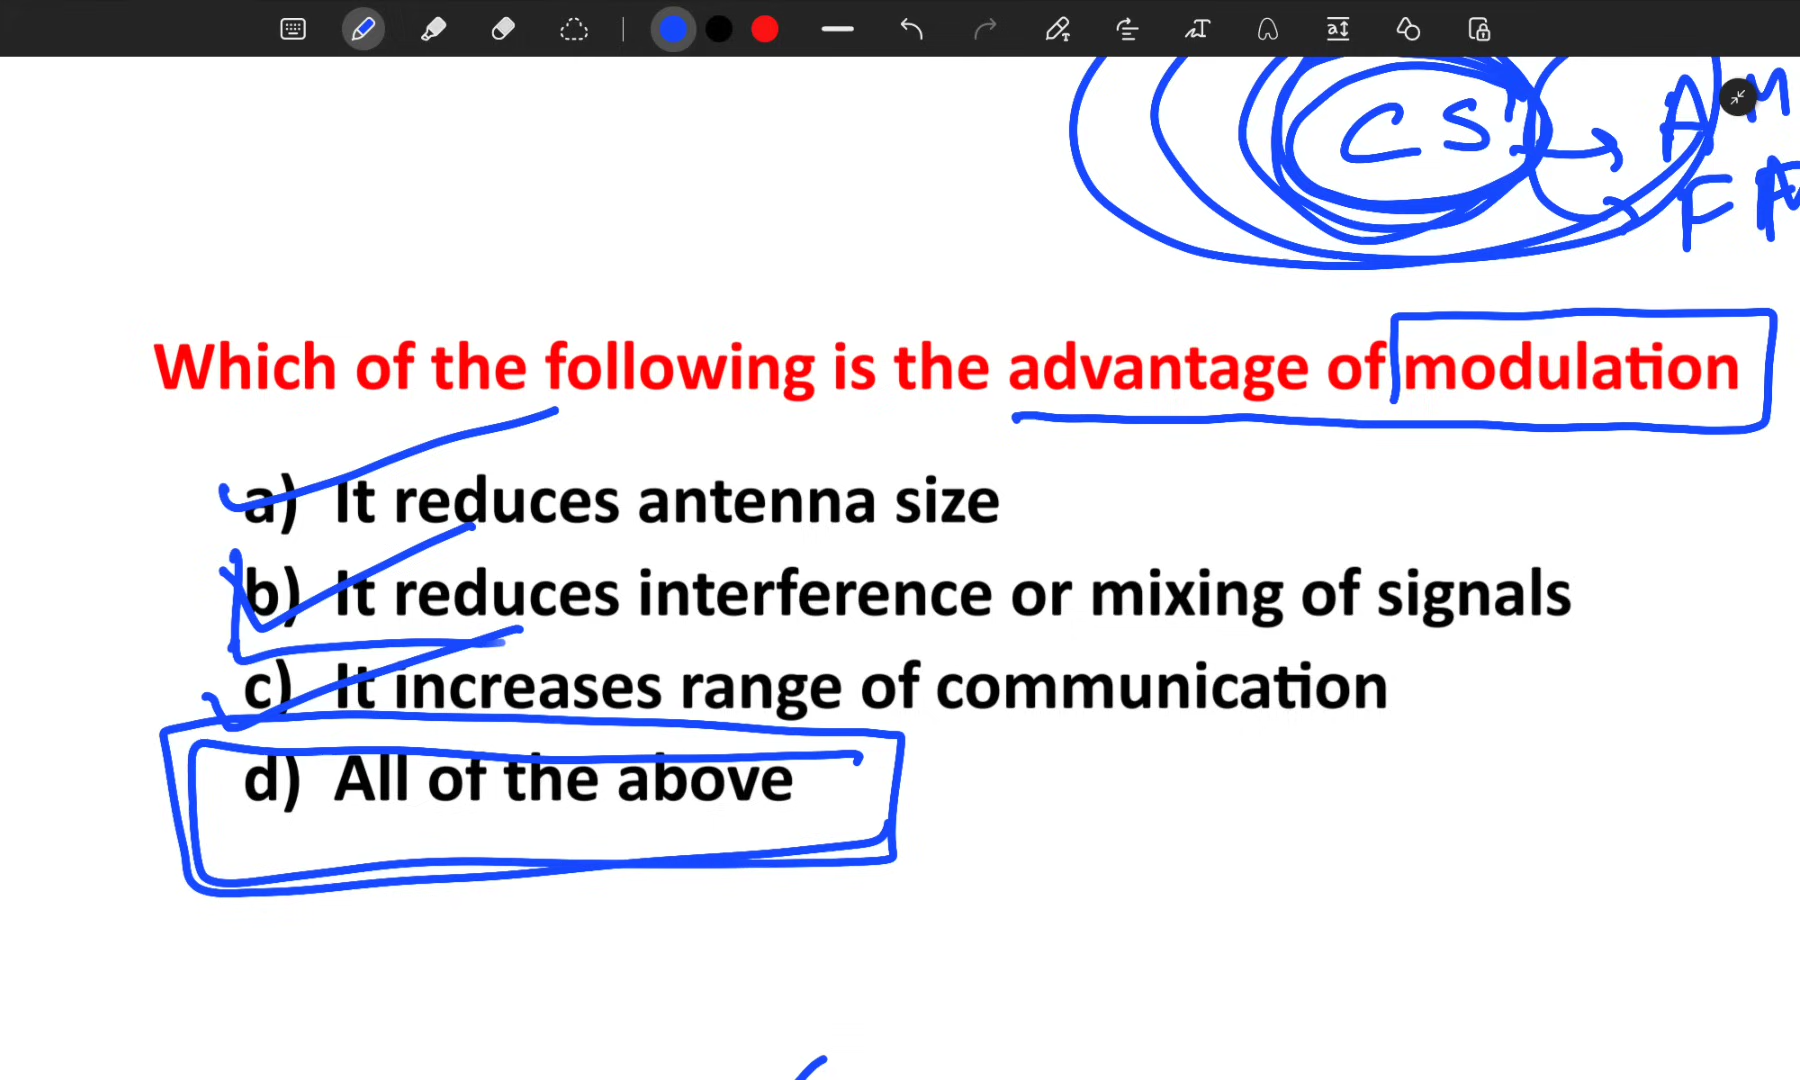 CS → AM
FM
Which of the following is the advantage of modulation
a) It reduces antenna size
b) It reduces interference or mixing of signals
c) It increases range of communication
d) All of the above